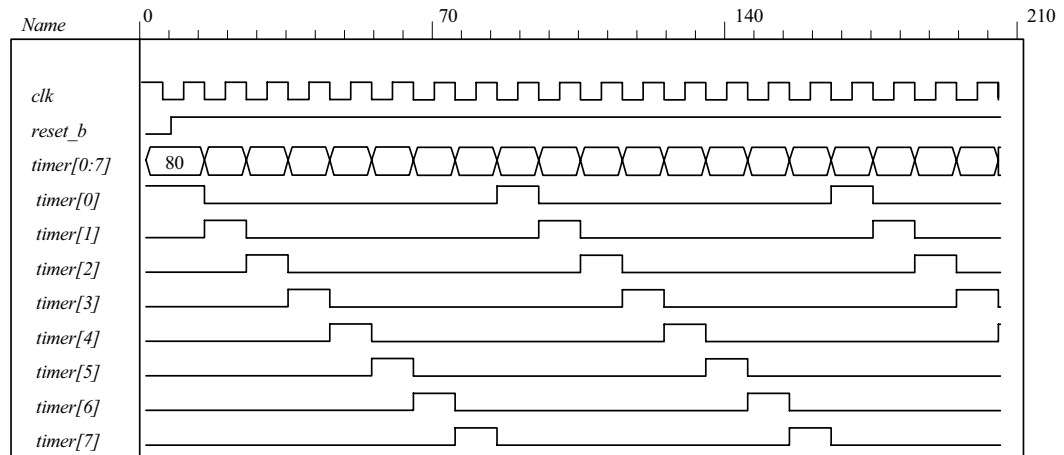 Name 0 70 140 210
clk
reset_b
timer[0:7] 80
timer[0]
timer[1]
timer[2]
timer[3]
timer[4]
timer[5]
timer[6]
timer[7]